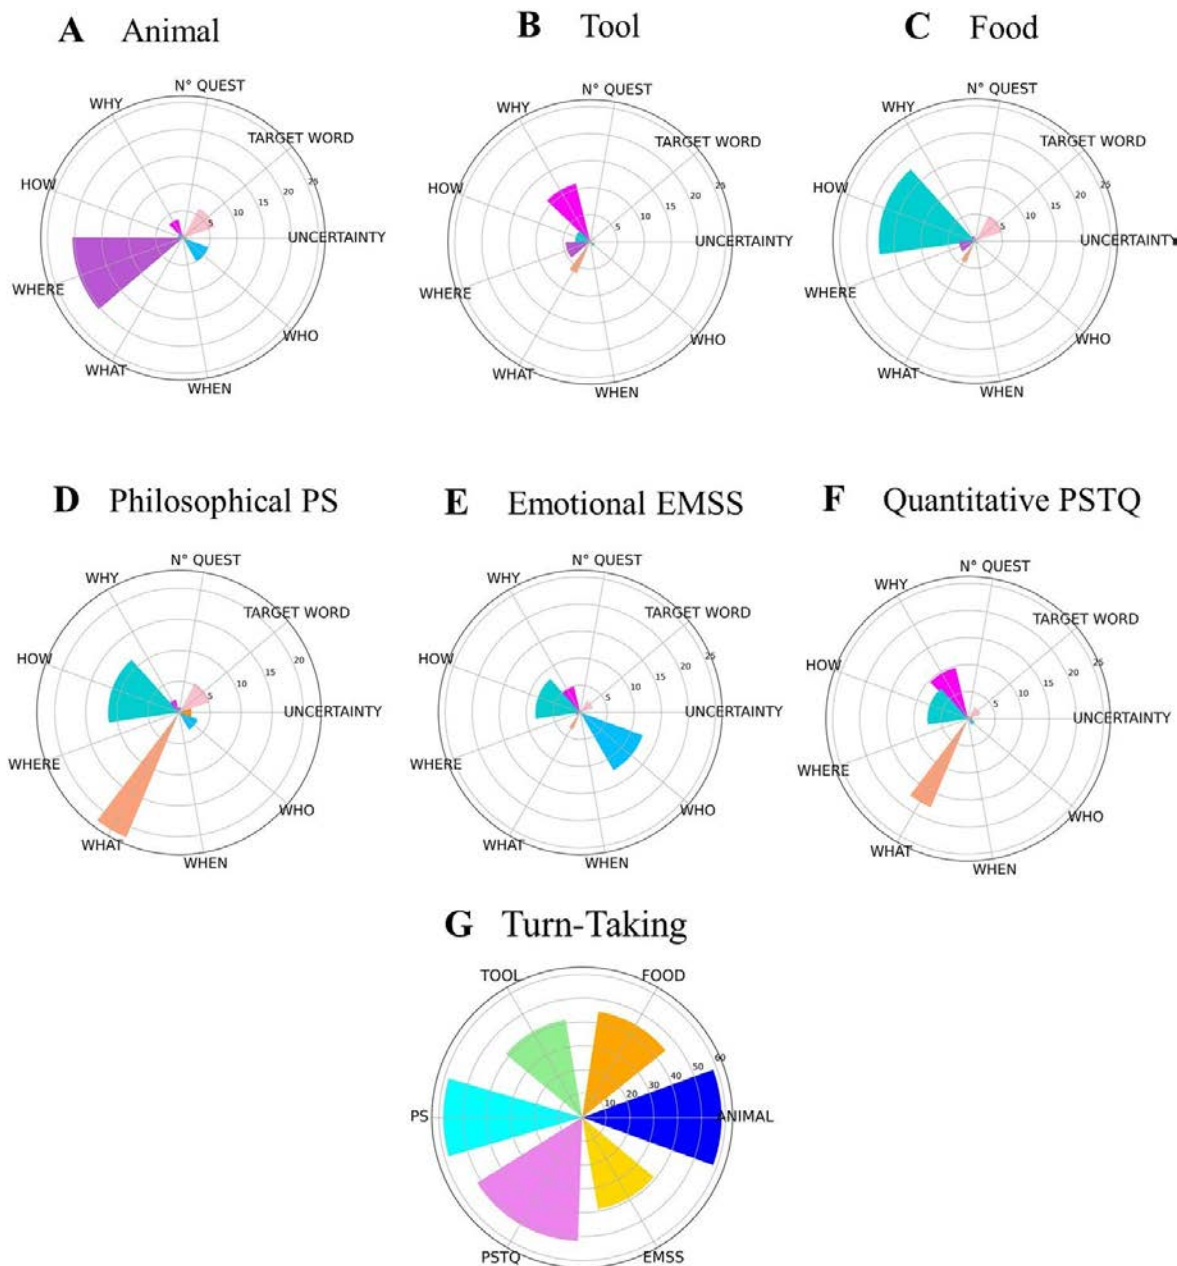 A Animal
N° QUEST
WHY
TARGET WORD
HOW
5 10 15 20 25
UNCERTAINTY
WHERE
WHO
WHAT
WHEN
B Tool
N° QUEST
WHY
TARGET WORD
HOW
5 10 15 20 25
UNCERTAINTY
WHERE
WHO
WHAT
WHEN
C Food
N° QUEST
WHY
TARGET WORD
HOW
5 10 15 20 25
UNCERTAINTY
WHERE
WHO
WHAT
WHEN
D Philosophical PS
N° QUEST
WHY
TARGET WORD
HOW
5 10 15 20
UNCERTAINTY
WHERE
WHO
WHAT
WHEN
E Emotional EMSS
N° QUEST
WHY
TARGET WORD
HOW
5 10 15 20 25
UNCERTAINTY
WHERE
WHO
WHAT
WHEN
F Quantitative PSTQ
N° QUEST
WHY
TARGET WORD
HOW
5 10 15 20 25
UNCERTAINTY
WHERE
WHO
WHAT
WHEN
G Turn-Taking
TOOL FOOD
10 20 30 40 50 60
PS ANIMAL
PSTQ EMSS